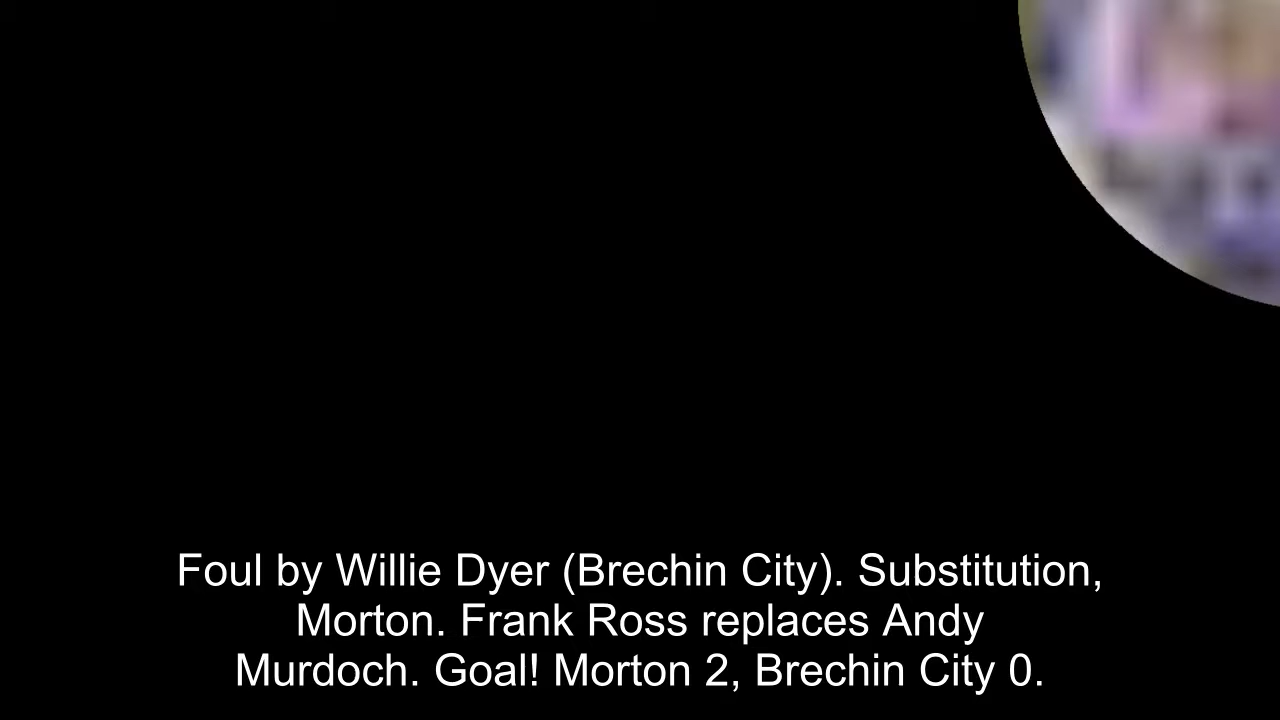 Foul by Willie Dyer (Brechin City). Substitution,
Morton. Frank Ross replaces Andy
Murdoch. Goal! Morton 2, Brechin City 0.